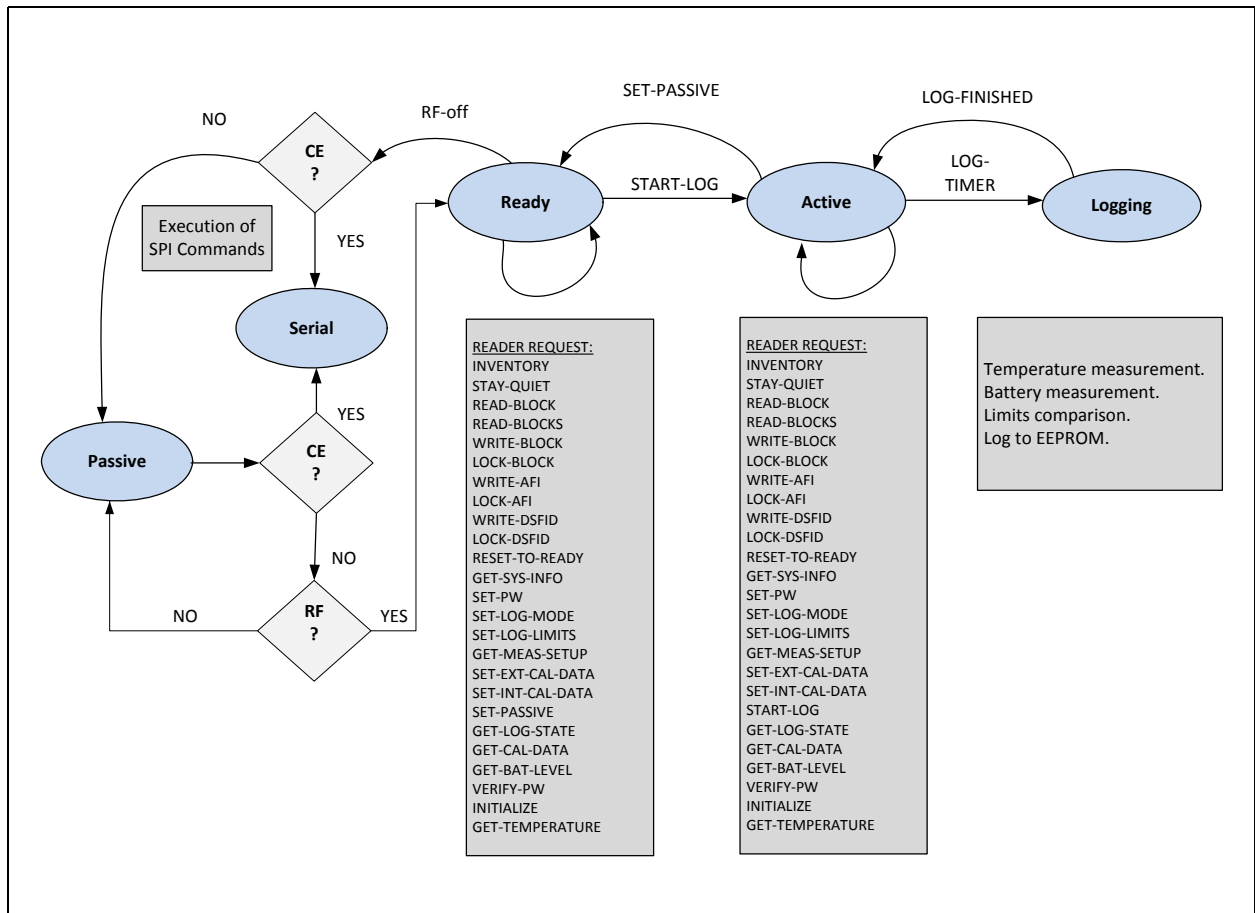 SET-PASSIVE
LOG-FINISHED
NO
RF-off
CE
?
START-LOG
LOG-
TIMER
Ready
Active
Logging
Execution of
SPI Commands
YES
Serial
YES
Passive
CE
?
NO
RF
?
NO
YES
READER REQUEST:
INVENTORY
STAY-QUIET
READ-BLOCK
READ-BLOCKS
WRITE-BLOCK
LOCK-BLOCK
WRITE-AFI
LOCK-AFI
WRITE-DSFID
LOCK-DSFID
RESET-TO-READY
GET-SYS-INFO
SET-PW
SET-LOG-MODE
SET-LOG-LIMITS
GET-MEAS-SETUP
SET-EXT-CAL-DATA
SET-INT-CAL-DATA
SET-PASSIVE
GET-LOG-STATE
GET-CAL-DATA
GET-BAT-LEVEL
VERIFY-PW
INITIALIZE
GET-TEMPERATURE
READER REQUEST:
INVENTORY
STAY-QUIET
READ-BLOCK
READ-BLOCKS
WRITE-BLOCK
LOCK-BLOCK
WRITE-AFI
LOCK-AFI
WRITE-DSFID
LOCK-DSFID
RESET-TO-READY
GET-SYS-INFO
SET-PW
SET-LOG-MODE
SET-LOG-LIMITS
GET-MEAS-SETUP
SET-EXT-CAL-DATA
SET-INT-CAL-DATA
START-LOG
GET-LOG-STATE
GET-CAL-DATA
GET-BAT-LEVEL
VERIFY-PW
INITIALIZE
GET-TEMPERATURE
Temperature measurement.
Battery measurement.
Limits comparison.
Log to EEPROM.